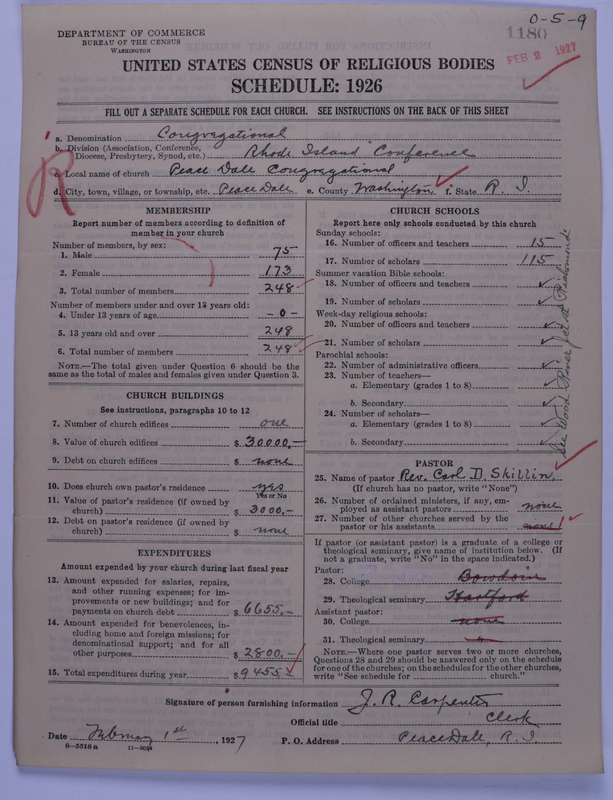 0-5-9
DEPARTMENT OF COMMERCE
BUREAU OF THE CENSUS
WASHINGTON
1180
FEB 2 1927
UNITED STATES CENSUS OF RELIGIOUS BODIES
SCHEDULE: 1926
FILL OUT A SEPARATE SCHEDULE FOR EACH CHURCH. SEE INSTRUCTIONS ON THE BACK OF THIS SHEET
R
a. Denomination Congregational
b. Division (Association, Conference,
Diocese, Presbytery, Synod, etc.) Rhode Island Conference
c. Local name of church Peace Dale Congregational
d. City, town, village, or township, etc. Peace Dale e. County Washington f. State R. I.
MEMBERSHIP
Report number of members according to definition of
member in your church
Number of members, by sex:
1. Male 75
2. Female 173
3. Total number of members 248
Number of members under and over 13 years old:
4. Under 13 years of age - 0 -
5. 13 years old and over 248
6. Total number of members 248
NOTE.—The total given under Question 6 should be
same as the total of males and females given under Question 3.
CHURCH BUILDINGS
See instructions, paragraphs 10 to 12
7. Number of church edifices one
8. Value of church edifices $ 30000,-
9. Debt on church edifices $ none
10. Does church own pastor's residence? yes
Yes or No
11. Value of pastor's residence (if owned by
church) $ 3000,-
12. Debt on pastor's residence (if owned by
church) $ none
EXPENDITURES
Amount expended by your church during last fiscal year
13. Amount expended for salaries, repairs,
and other running expenses; for im-
provements or new buildings; and for
payments on church debt $ 6655,-
14. Amount expended for benevolences, in-
cluding home and foreign missions; for
denominational support; and for all
other purposes $ 2800,-
15. Total expenditures during year $ 9455,-
CHURCH SCHOOLS
Report here only schools conducted by this church
Sunday schools:
16. Number of officers and teachers 15
17. Number of scholars 115
Summer vacation Bible schools:
18. Number of officers and teachers
19. Number of scholars
Week-day religious schools:
20. Number of officers and teachers
21. Number of scholars
Parochial schools:
22. Number of administrative officers
23. Number of teachers—
a. Elementary (grades 1 to 8)
b. Secondary
24. Number of scholars—
a. Elementary (grades 1 to 8)
b. Secondary
See Wood River Jct at Richmond
PASTOR
25. Name of pastor Rev. Carl D. Skillin
(If church has no pastor, write "None")
26. Number of ordained ministers, if any, em-
ployed as assistant pastors none
27. Number of other churches served by the
pastor or his assistants none 1
If pastor (or assistant pastor) is a graduate of a college or
theological seminary, give name of institution below. (If
not a graduate, write "No" in the space indicated.)
Pastor:
28. College Bowdoin
29. Theological seminary Hartford
Assistant pastor:
30. College none
31. Theological seminary
NOTE.—Where one pastor serves two or more churches,
Questions 28 and 29 should be answered only on the schedule
for one of the churches; on the schedules for the other churches,
write "See schedule for church."
Signature of person furnishing information J. R. Carpenter
Official title Clerk
Date February 1st, 1927 P. O. Address Peace Dale, R. I.
8-5318 a